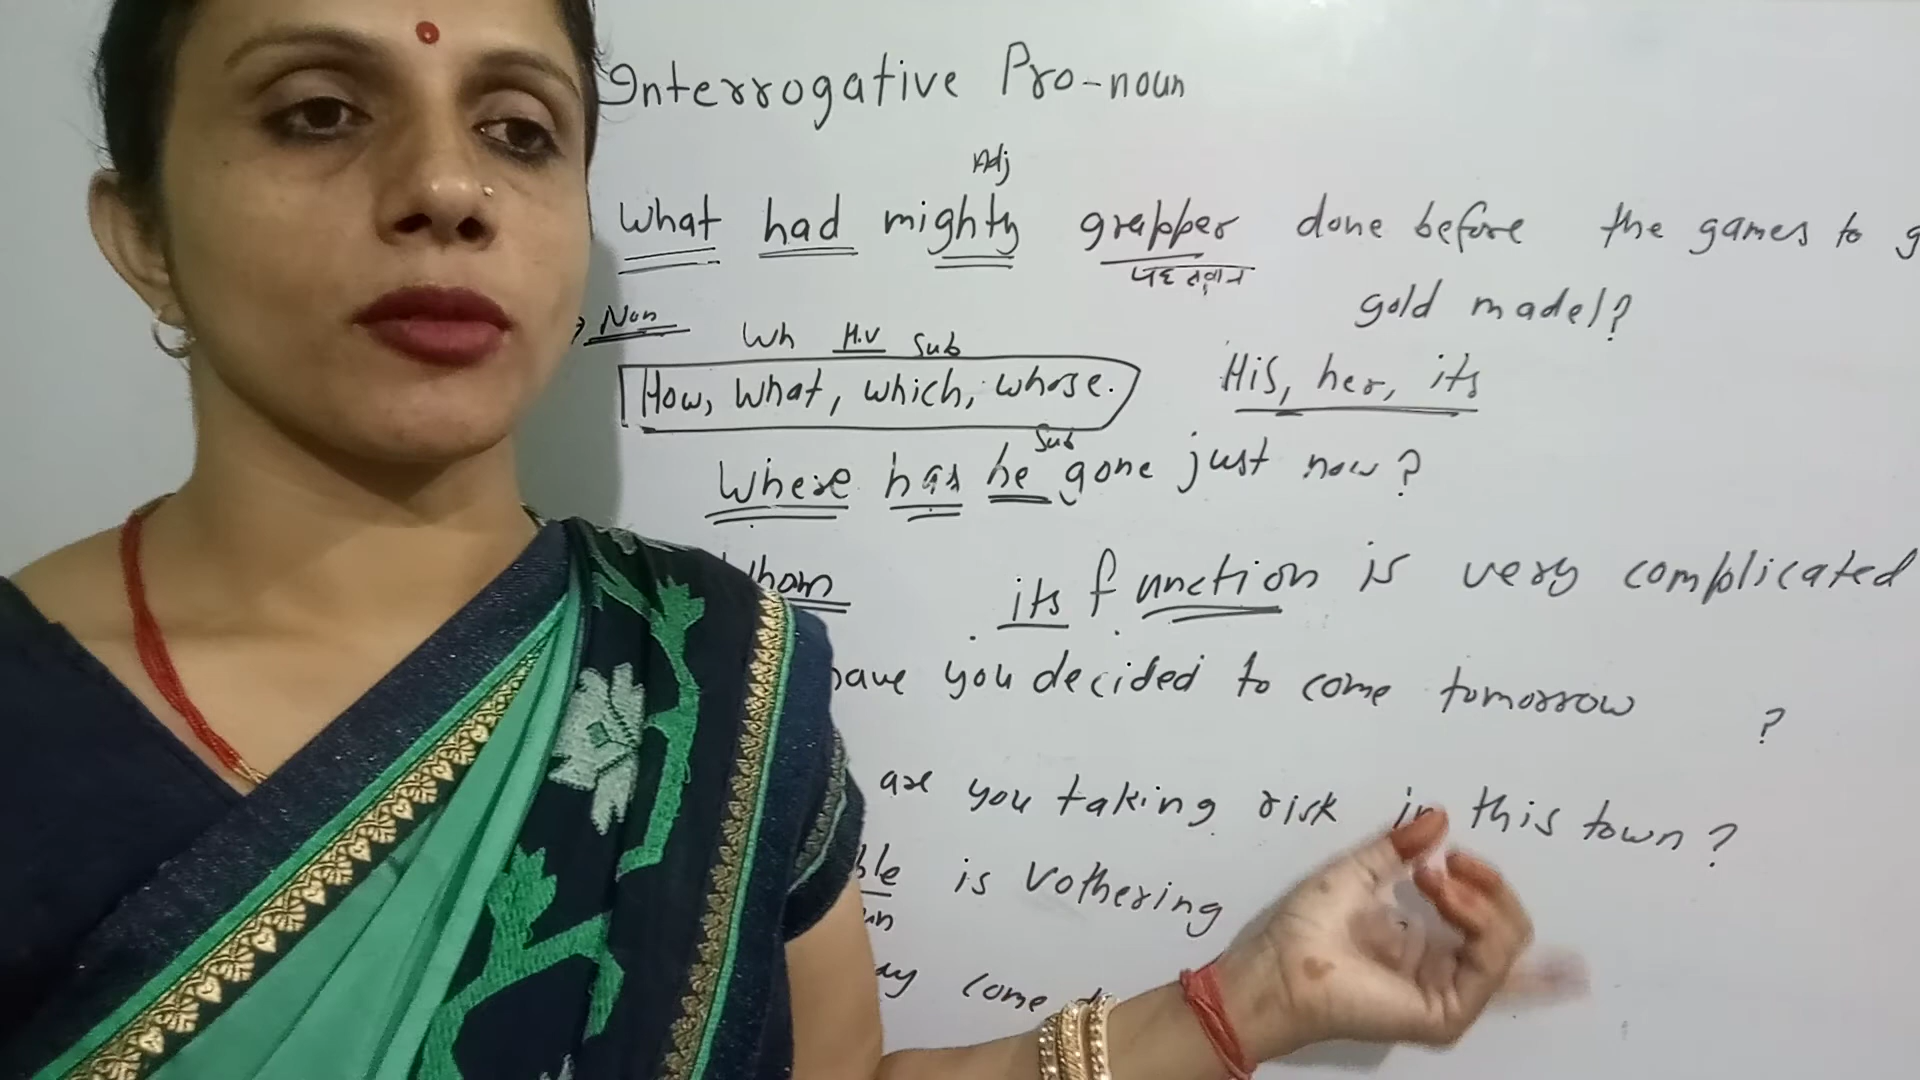 Interrogative Pro-noun
Adj
What had mighty grapper done before the games to g
पहलवान
gold madel?
Nun
Wh H.V Sub
How, What, which, whose.
His, her, its
Sub
Where has he gone just now?
its function is very complicated
have you decided to come tomorrow ?
are you taking risk in this town?
ble is Vothering
come